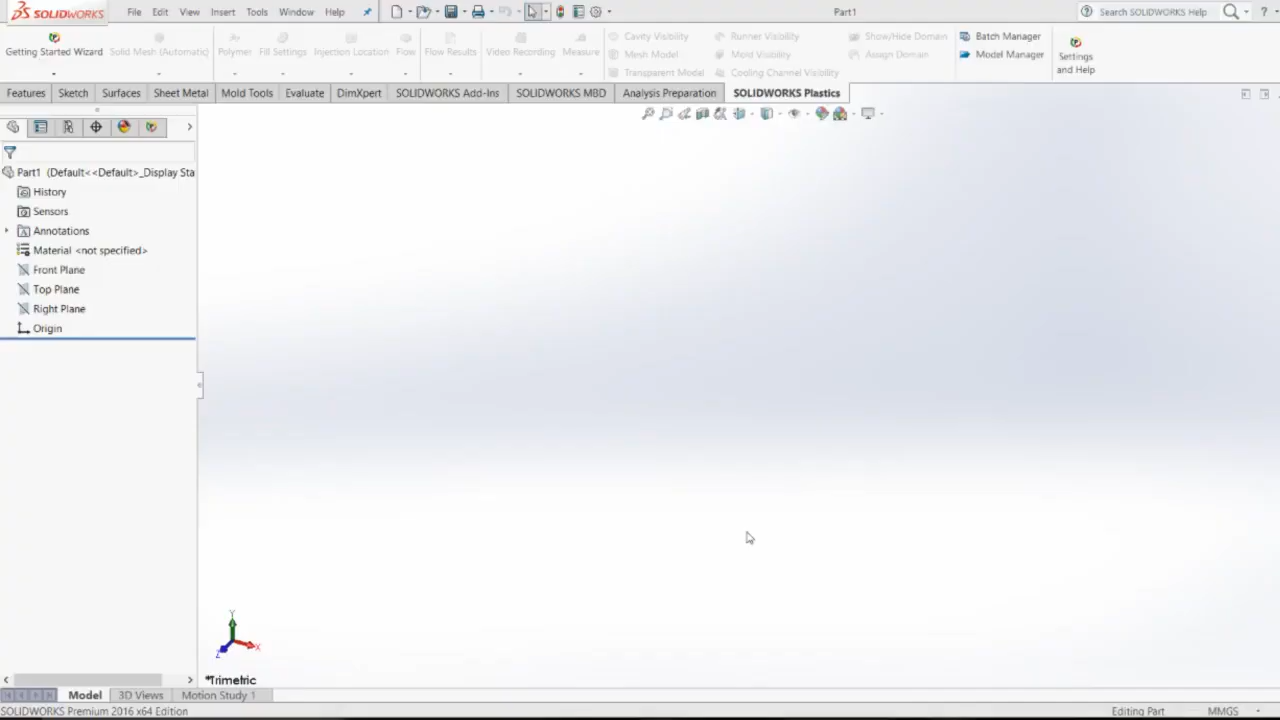 SOLIDWORKS File Edit View Insert Tools Window Help Part1 Search SOLIDWORKS Help ?
Getting Started Wizard Solid Mesh (Automatic) Polymer Fill Settings Injection Location Flow Flow Results Video Recording Measure
Cavity Visibility Runner Visibility Show/Hide Domain Batch Manager
Mesh Model Mold Visibility Assign Domain Model Manager
Transparent Model Cooling Channel Visibility
Settings
and Help
Features Sketch Surfaces Sheet Metal Mold Tools Evaluate DimXpert SOLIDWORKS Add-Ins SOLIDWORKS MBD Analysis Preparation SOLIDWORKS Plastics
Part1 (Default<<Default>_Display Sta
History
Sensors
Annotations
Material <not specified>
Front Plane
Top Plane
Right Plane
Origin
Y
X
Z
*Trimetric
Model 3D Views Motion Study 1
SOLIDWORKS Premium 2016 x64 Edition Editing Part MMGS